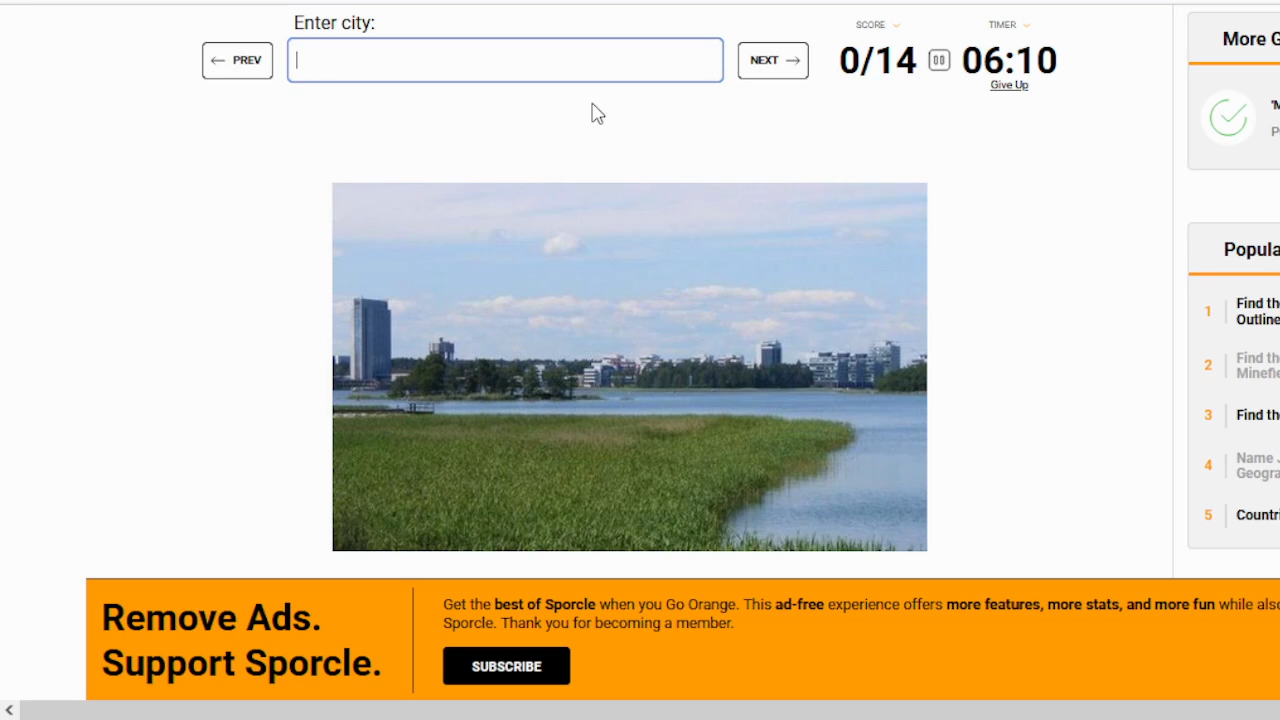 Enter city:
← PREV
NEXT →
SCORE
0/14
TIMER
06:10
Give Up
More G
'M
P
Popula
1 Find th
Outline
2 Find th
Minefie
3 Find th
4 Name J
Geogra
5 Countri
Remove Ads.
Support Sporcle.
Get the best of Sporcle when you Go Orange. This ad-free experience offers more features, more stats, and more fun while also
Sporcle. Thank you for becoming a member.
SUBSCRIBE